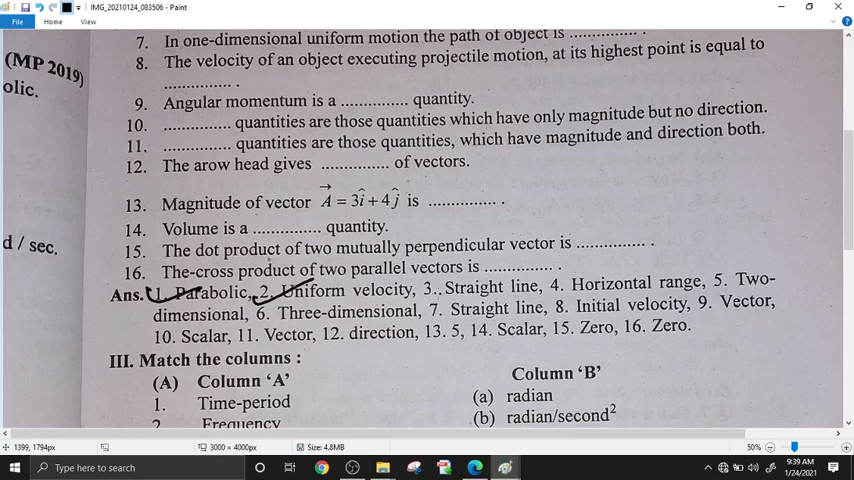 IMG_20210124_083506 - Paint
File Home View
7. In one-dimensional uniform motion the path of object is .............. .
(MP 2019)
8. The velocity of an object executing projectile motion, at its highest point is equal to
.............. .
olic.
9. Angular momentum is a .............. quantity.
10. .............. quantities are those quantities which have only magnitude but no direction.
11. .............. quantities are those quantities, which have magnitude and direction both.
12. The arow head gives .............. of vectors.
13. Magnitude of vector A⃗ = 3î + 4ĵ is .............. .
14. Volume is a .............. quantity.
d / sec.
15. The dot product of two mutually perpendicular vector is .............. .
16. The-cross product of two parallel vectors is .............. .
Ans. 1. Parabolic, 2. Uniform velocity, 3.. Straight line, 4. Horizontal range, 5. Two-
dimensional, 6. Three-dimensional, 7. Straight line, 8. Initial velocity, 9. Vector,
10. Scalar, 11. Vector, 12. direction, 13. 5, 14. Scalar, 15. Zero, 16. Zero.
III. Match the columns :
(A) Column ‘A’ Column ‘B’
1. Time-period (a) radian
2. Frequency (b) radian/second²
1399, 1794px 3000 × 4000px Size: 4.8MB 50%
Type here to search
9:39 AM
1/24/2021